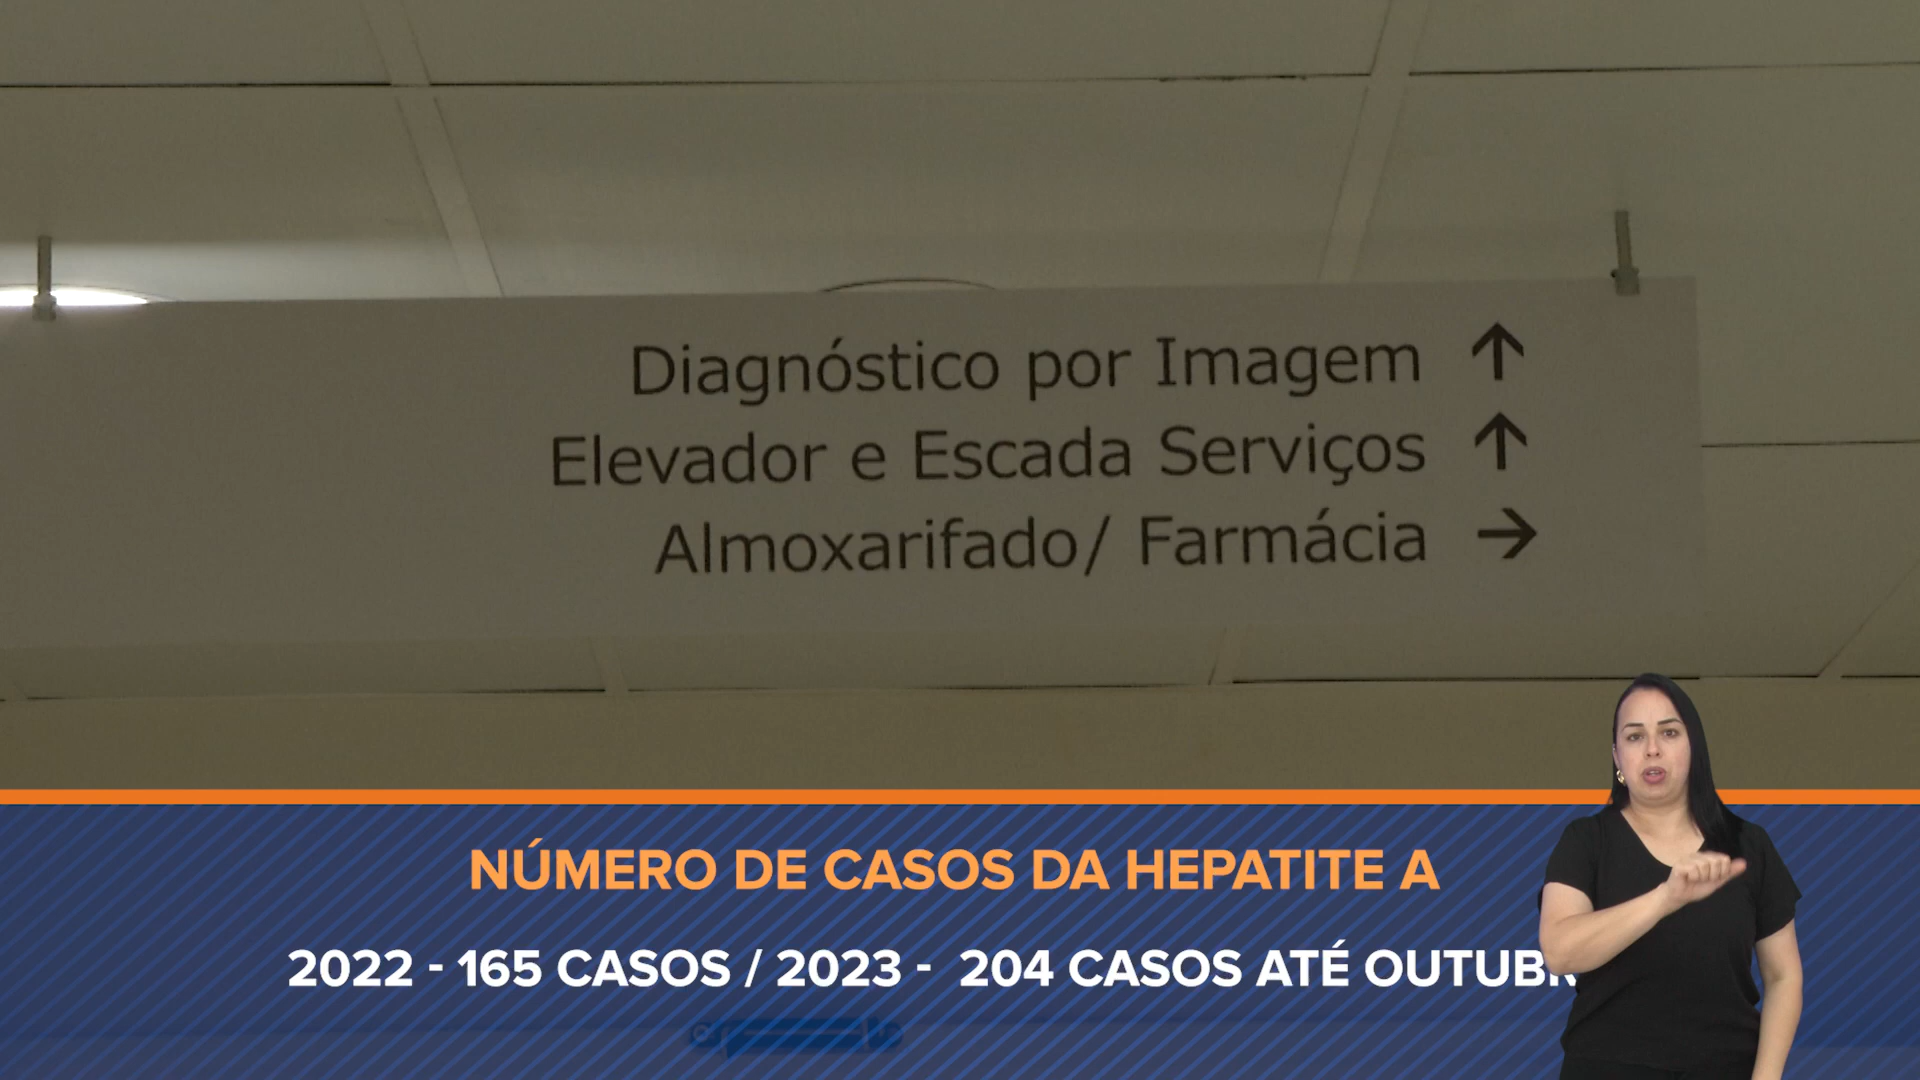 Diagnóstico por Imagem ↑
Elevador e Escada Serviços ↑
Almoxarifado/ Farmácia →
NÚMERO DE CASOS DA HEPATITE A
2022 - 165 CASOS / 2023 - 204 CASOS ATÉ